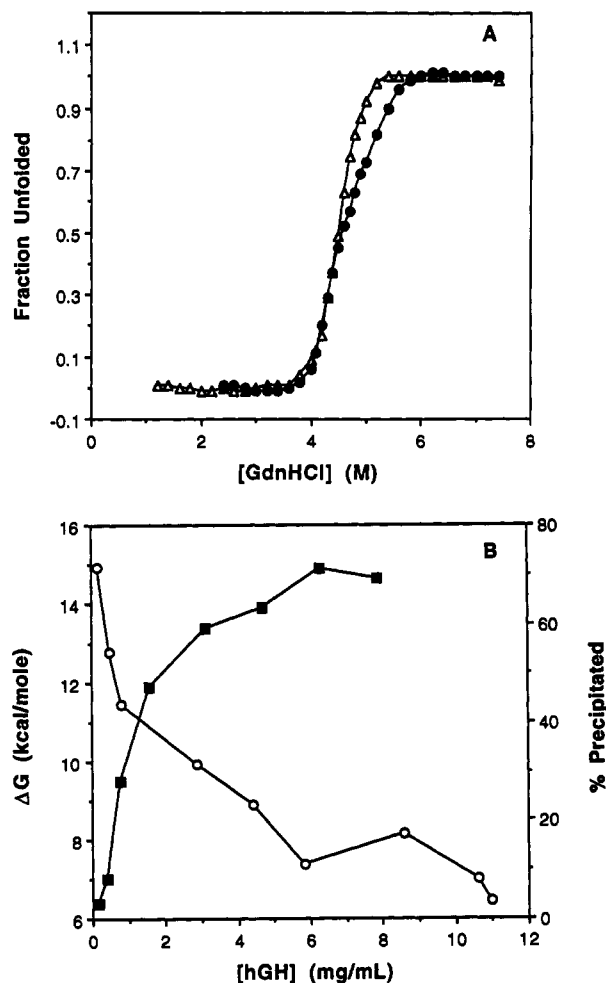 A
1.1
0.9
0.7
0.5
0.3
0.1
-0.1
Fraction Unfolded
0 2 4 6 8
[GdnHCl] (M)
B
16
14
12
10
8
6
ΔG (kcal/mole)
80
60
40
20
0
% Precipitated
0 2 4 6 8 10 12
[hGH] (mg/mL)